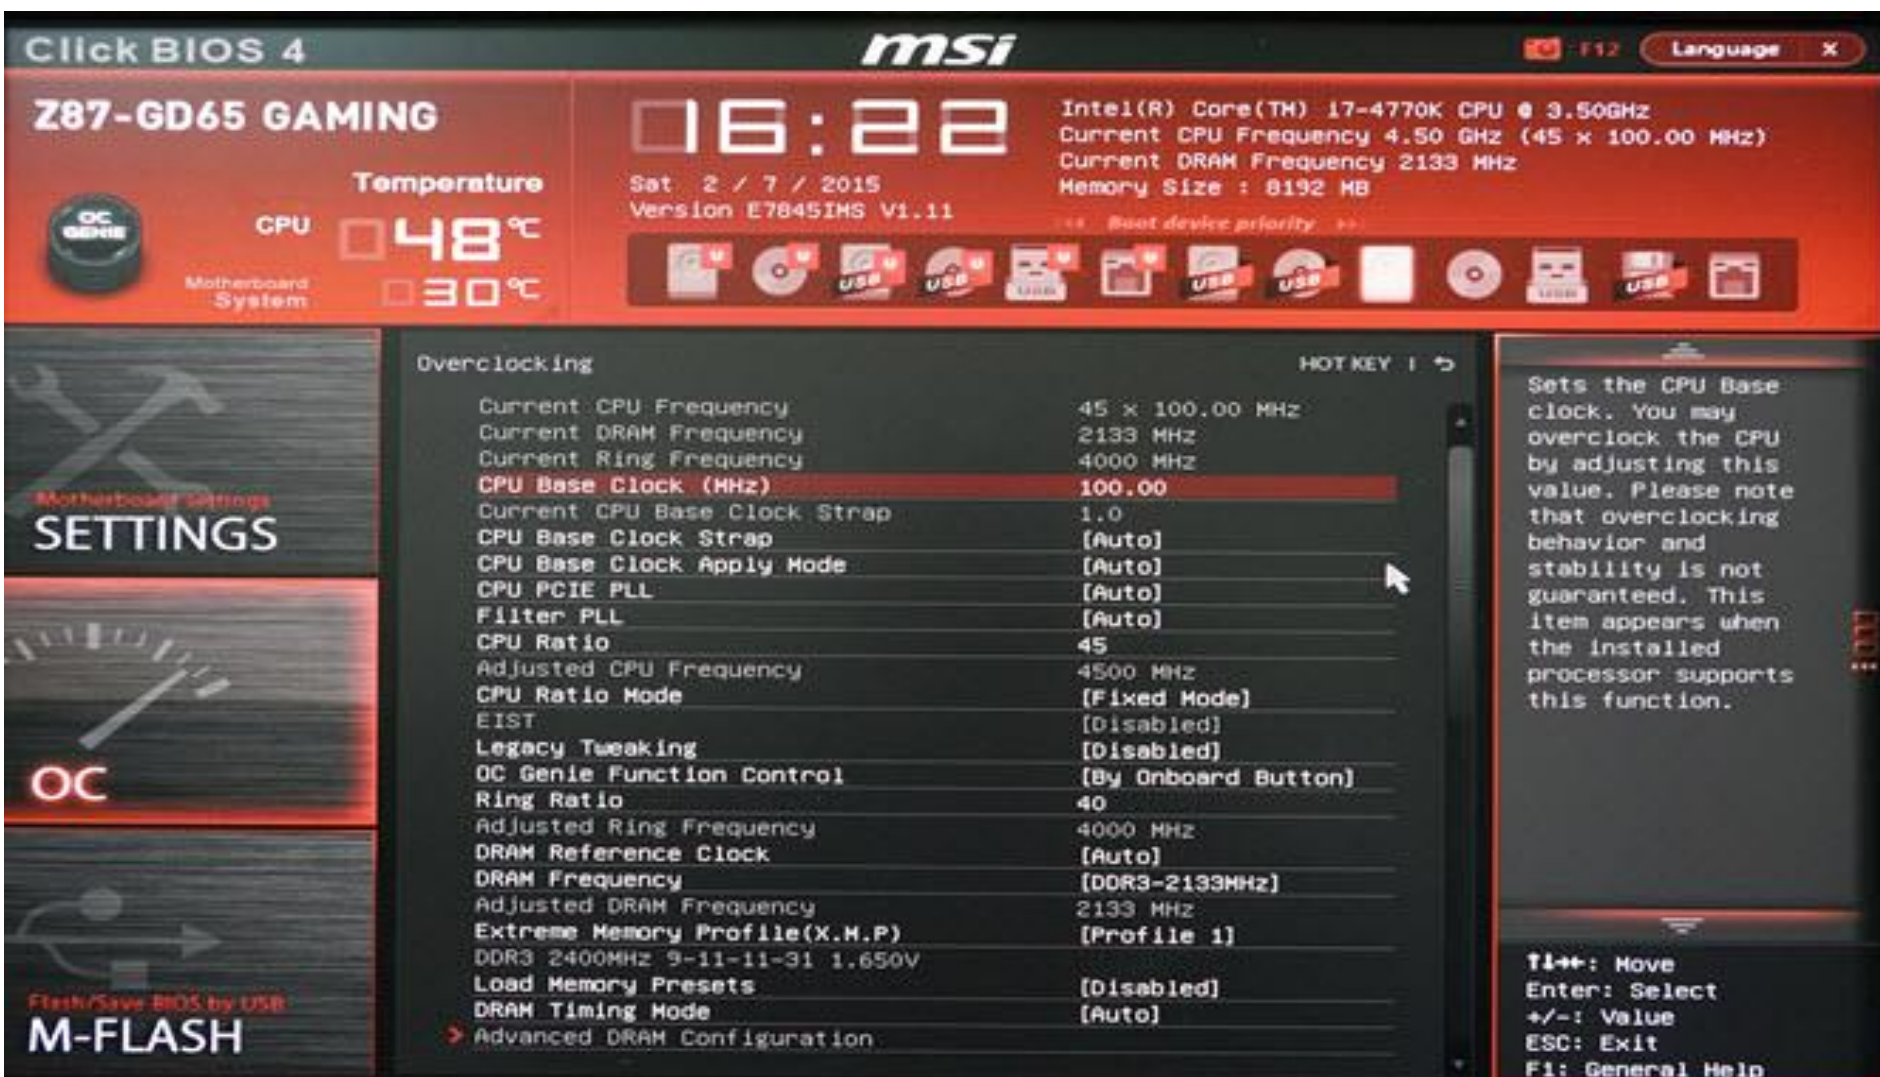 Click BIOS 4
msi
F12
Language X
Z87-GD65 GAMING
16:22
Intel(R) Core(TM) i7-4770K CPU @ 3.50GHz
Current CPU Frequency 4.50 GHz (45 x 100.00 MHz)
Current DRAM Frequency 2133 MHz
Memory Size : 8192 MB
Temperature
Sat 2 / 7 / 2015
Version E7845IMS V1.11
OC GENIE
CPU 48°C
Motherboard
System 30°C
Boot device priority
U U U U U U
USB USB USB USB USB USB USB
Motherboard settings
SETTINGS
OC
Flash/Save BIOS by USB
M-FLASH
Overclocking
HOT KEY
Current CPU Frequency 45 x 100.00 MHz
Current DRAM Frequency 2133 MHz
Current Ring Frequency 4000 MHz
CPU Base Clock (MHz) 100.00
Current CPU Base Clock Strap 1.0
CPU Base Clock Strap [Auto]
CPU Base Clock Apply Mode [Auto]
CPU PCIE PLL [Auto]
Filter PLL [Auto]
CPU Ratio 45
Adjusted CPU Frequency 4500 MHz
CPU Ratio Mode [Fixed Mode]
EIST [Disabled]
Legacy Tweaking [Disabled]
OC Genie Function Control [By Onboard Button]
Ring Ratio 40
Adjusted Ring Frequency 4000 MHz
DRAM Reference Clock [Auto]
DRAM Frequency [DDR3-2133MHz]
Adjusted DRAM Frequency 2133 MHz
Extreme Memory Profile(X.M.P) [Profile 1]
DDR3 2400MHz 9-11-11-31 1.650V
Load Memory Presets [Disabled]
DRAM Timing Mode [Auto]
> Advanced DRAM Configuration
Sets the CPU Base
clock. You may
overclock the CPU
by adjusting this
value. Please note
that overclocking
behavior and
stability is not
guaranteed. This
item appears when
the installed
processor supports
this function.
↑↓→←: Move
Enter: Select
+/-: Value
ESC: Exit
F1: General Help